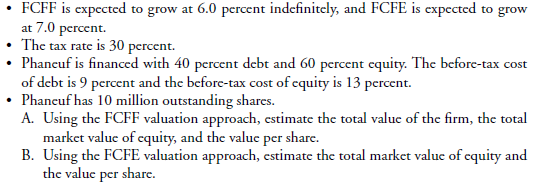 • FCFF is expected to grow at 6.0 percent indefinitely, and FCFE is expected to grow
at 7.0 percent.
• The tax rate is 30 percent.
• Phaneuf is financed with 40 percent debt and 60 percent equity. The before-tax cost
of debt is 9 percent and the before-tax cost of equity is 13 percent.
• Phaneuf has 10 million outstanding shares.
A. Using the FCFF valuation approach, estimate the total value of the firm, the total
market value of equity, and the value per share.
B. Using the FCFE valuation approach, estimate the total market value of equity and
the value per share.